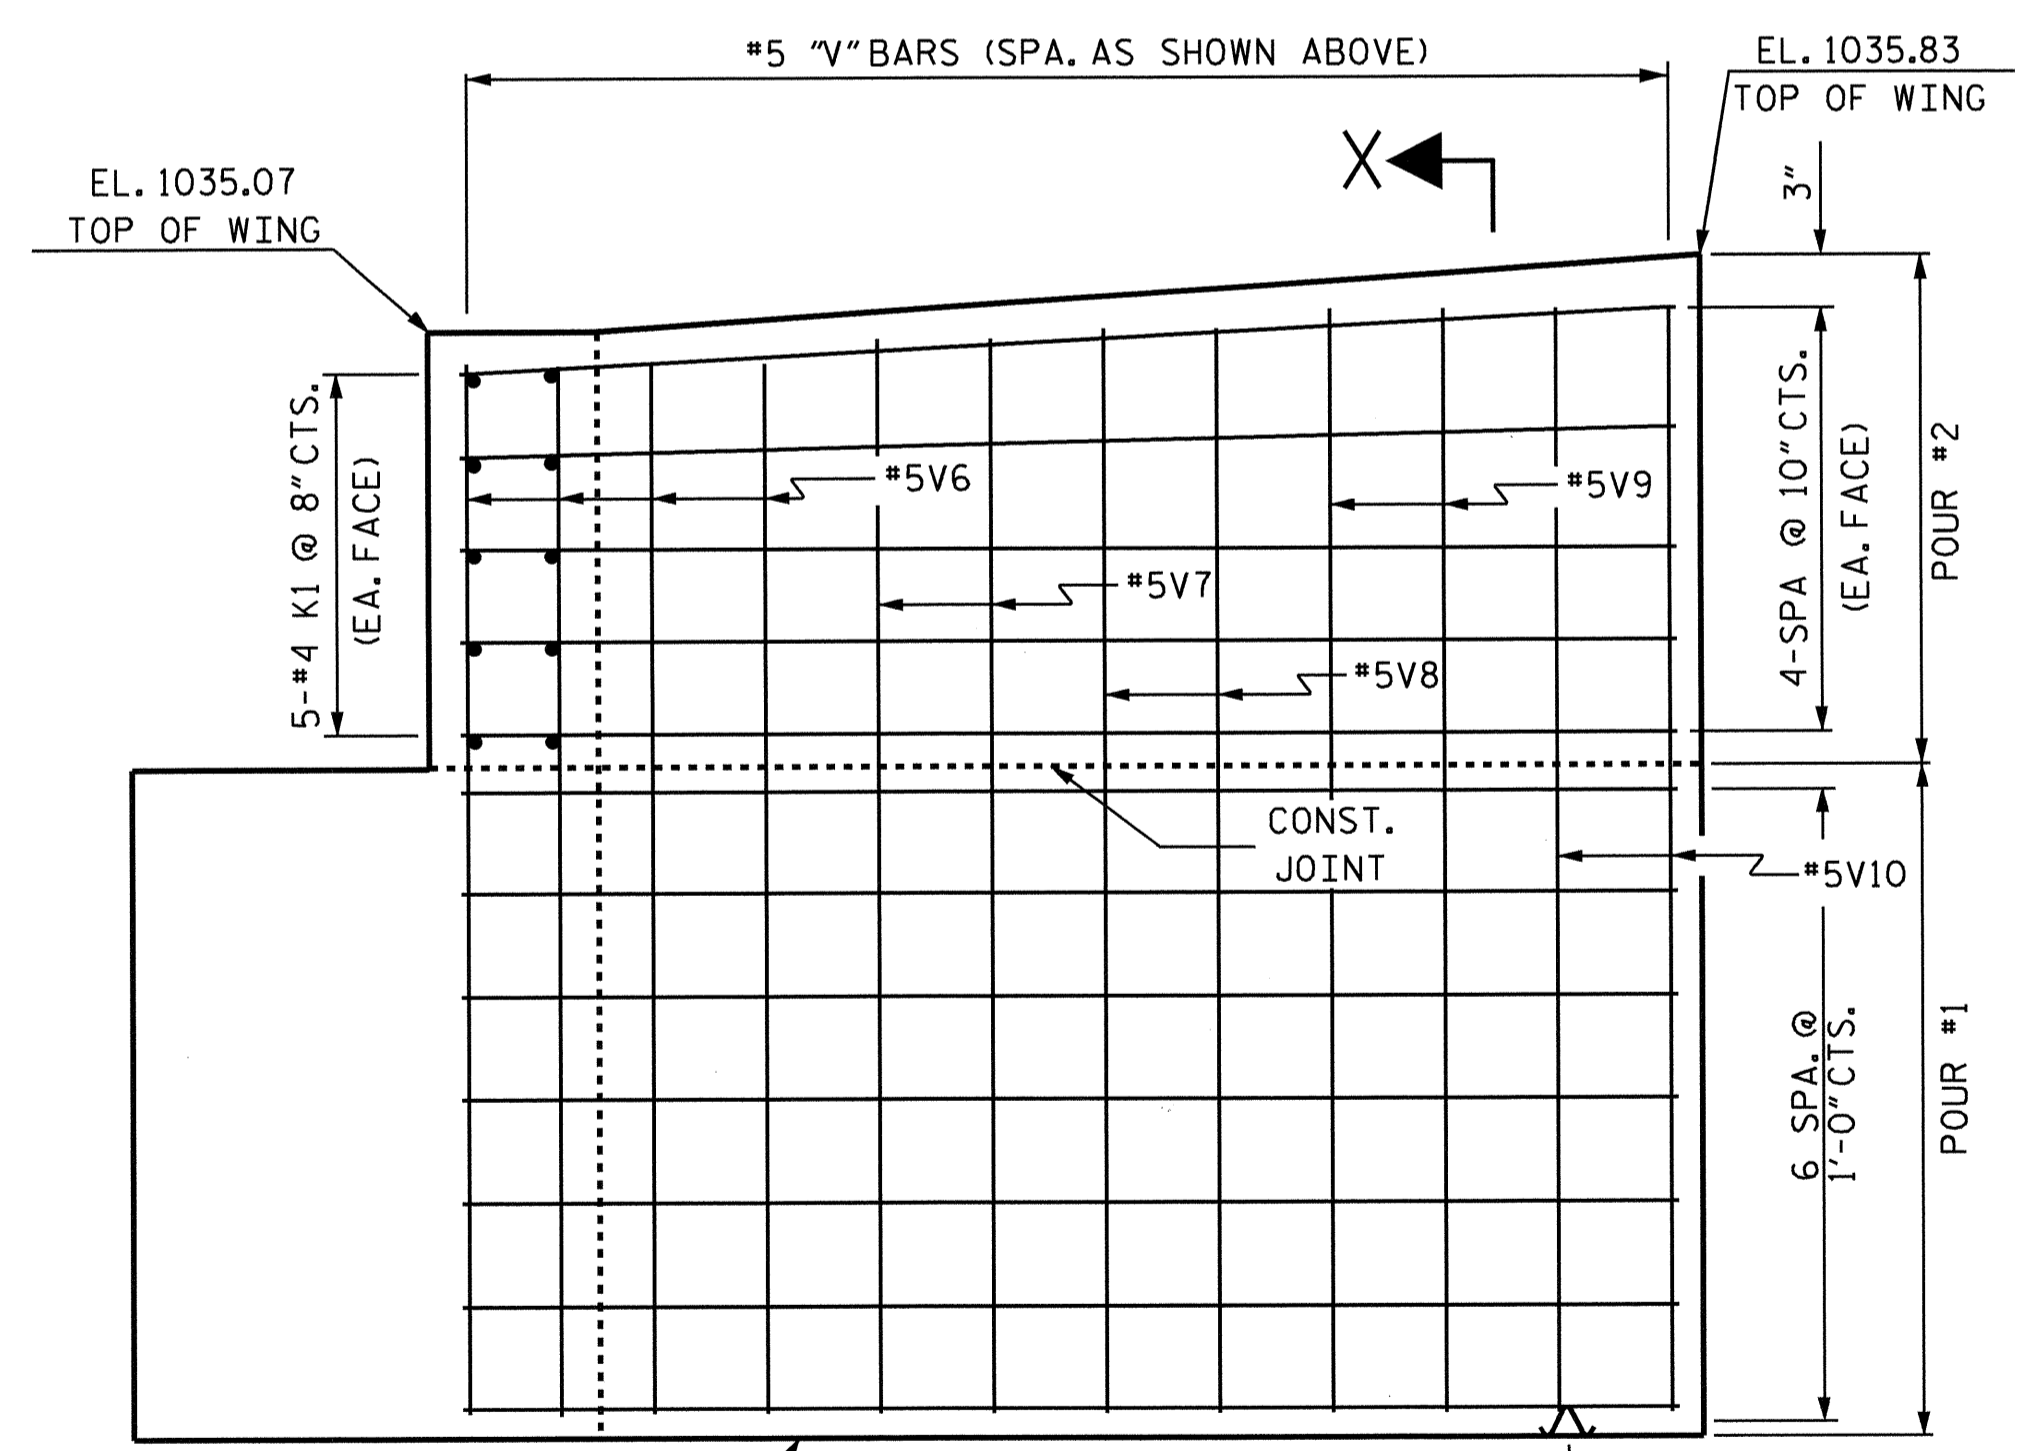 #5 "V" BARS (SPA. AS SHOWN ABOVE)
EL. 1035.83
TOP OF WING
X
3"
EL. 1035.07
TOP OF WING
5-#4 K1 @ 8" CTS.
(EA. FACE)
#5V6
#5V9
#5V7
#5V8
4-SPA @ 10" CTS.
(EA. FACE)
POUR #2
CONST.
JOINT
#5V10
6 SPA. @
1'-0" CTS.
POUR #1